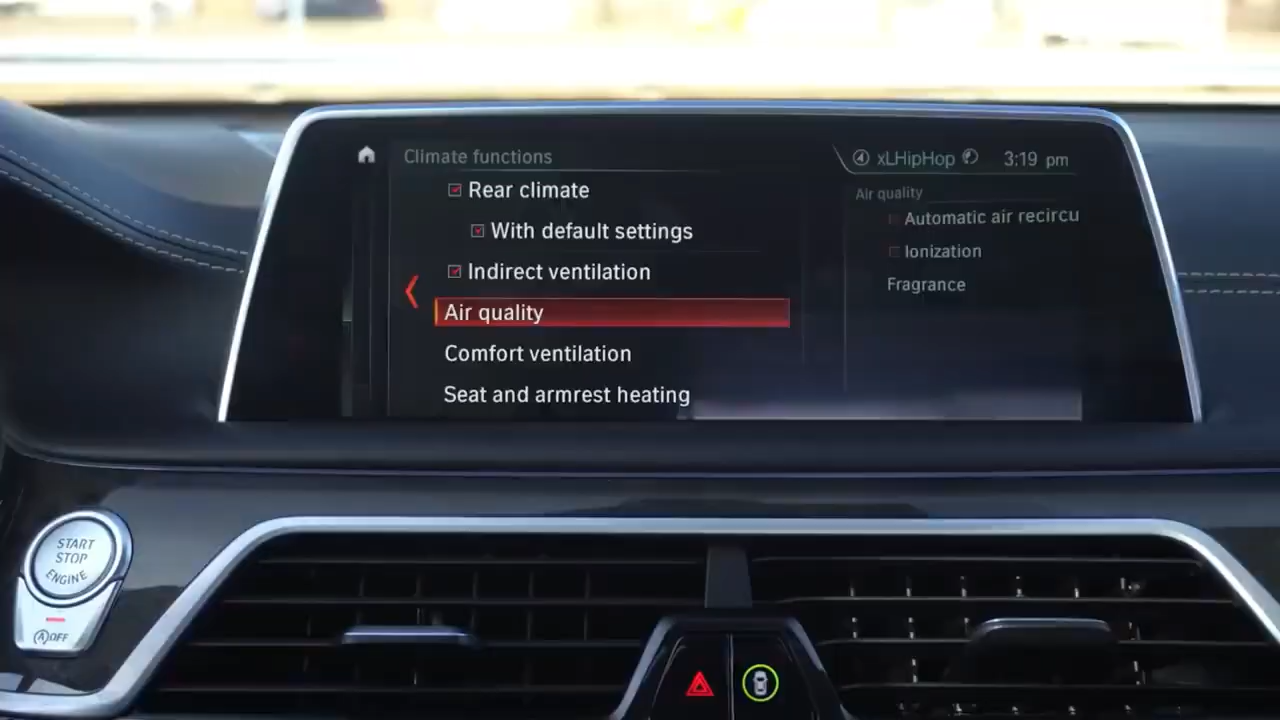 Climate functions
xLHipHop
3:19 pm
Rear climate
With default settings
Indirect ventilation
Air quality
Comfort ventilation
Seat and armrest heating
Air quality
Automatic air recircu
Ionization
Fragrance
START
STOP
ENGINE
A OFF